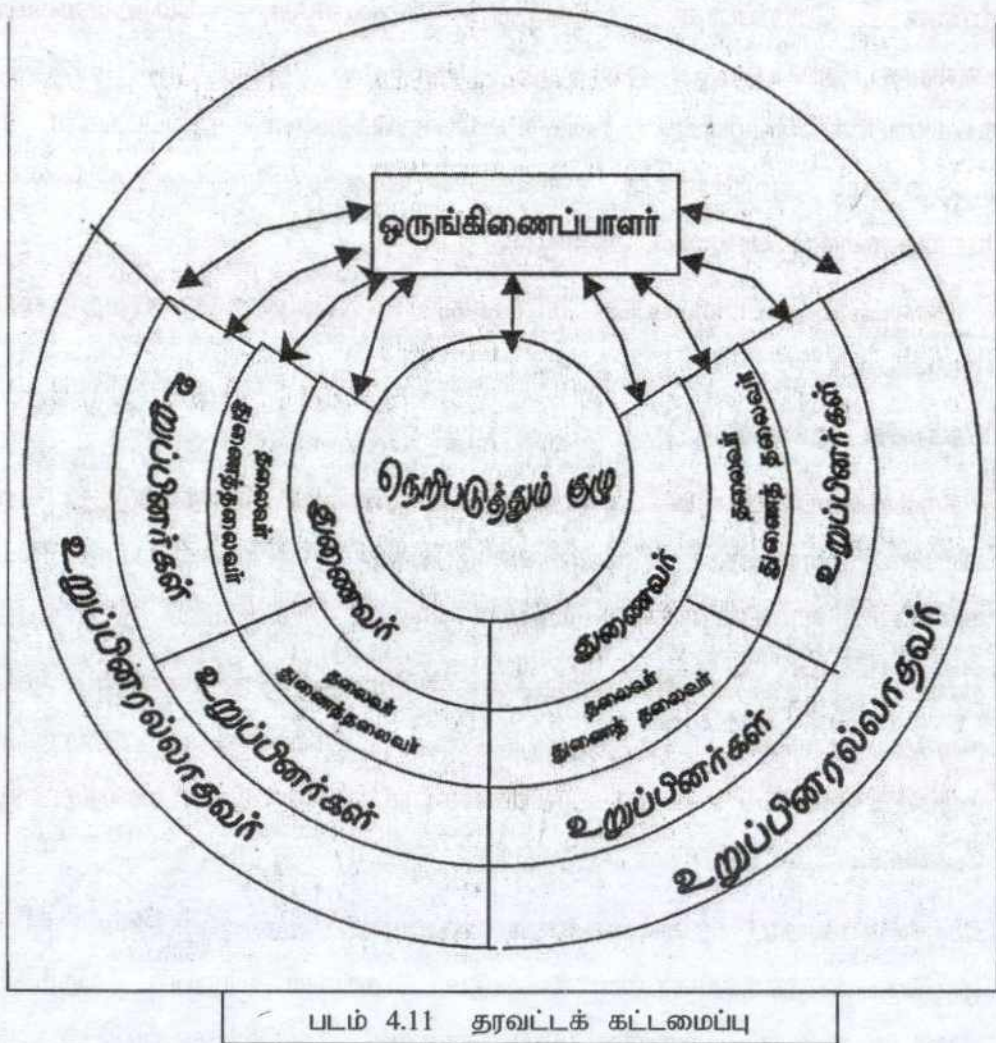 ஒருங்கிணைப்பாளர்
நெறிபடுத்தும் குழு
துணைவர்
துணைவர்
தலைவர்
துணைத்தலைவர்
தலைவர்
துணைத் தலைவர்
தலைவர்
துணைத்தலைவர்
தலைவர்
துணைத் தலைவர்
உறுப்பினர்கள்
உறுப்பினர்கள்
உறுப்பினர்கள்
உறுப்பினர்கள்
உறுப்பினரல்லாதவர்
உறுப்பினரல்லாதவர்
படம் 4.11 தரவட்டக் கட்டமைப்பு